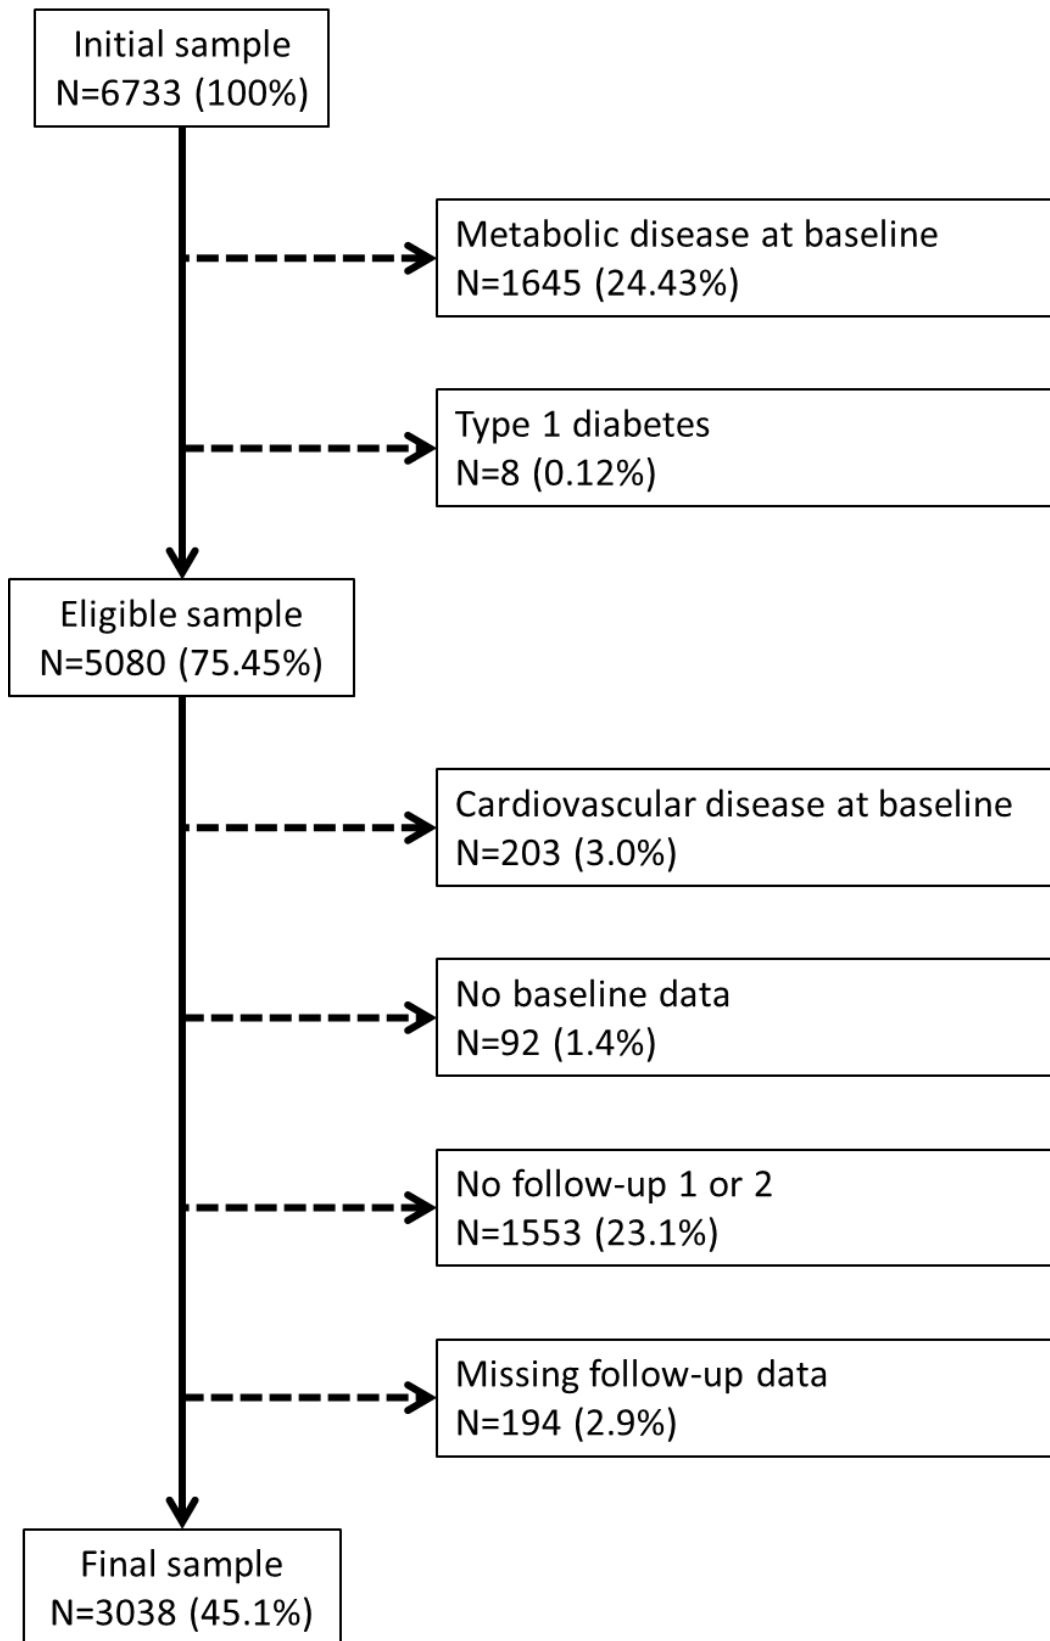 Initial sample
N=6733 (100%)
Metabolic disease at baseline
N=1645 (24.43%)
Type 1 diabetes
N=8 (0.12%)
Eligible sample
N=5080 (75.45%)
Cardiovascular disease at baseline
N=203 (3.0%)
No baseline data
N=92 (1.4%)
No follow-up 1 or 2
N=1553 (23.1%)
Missing follow-up data
N=194 (2.9%)
Final sample
N=3038 (45.1%)